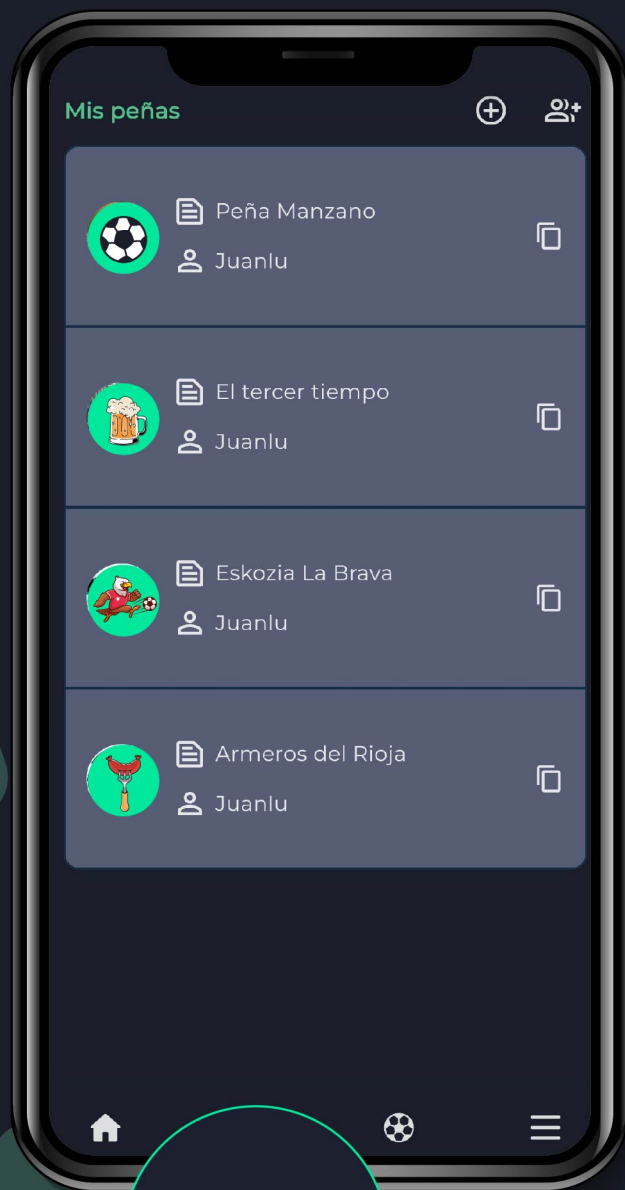 Mis peñas
Peña Manzano
Juanlu
El tercer tiempo
Juanlu
Eskozia La Brava
Juanlu
Armeros del Rioja
Juanlu